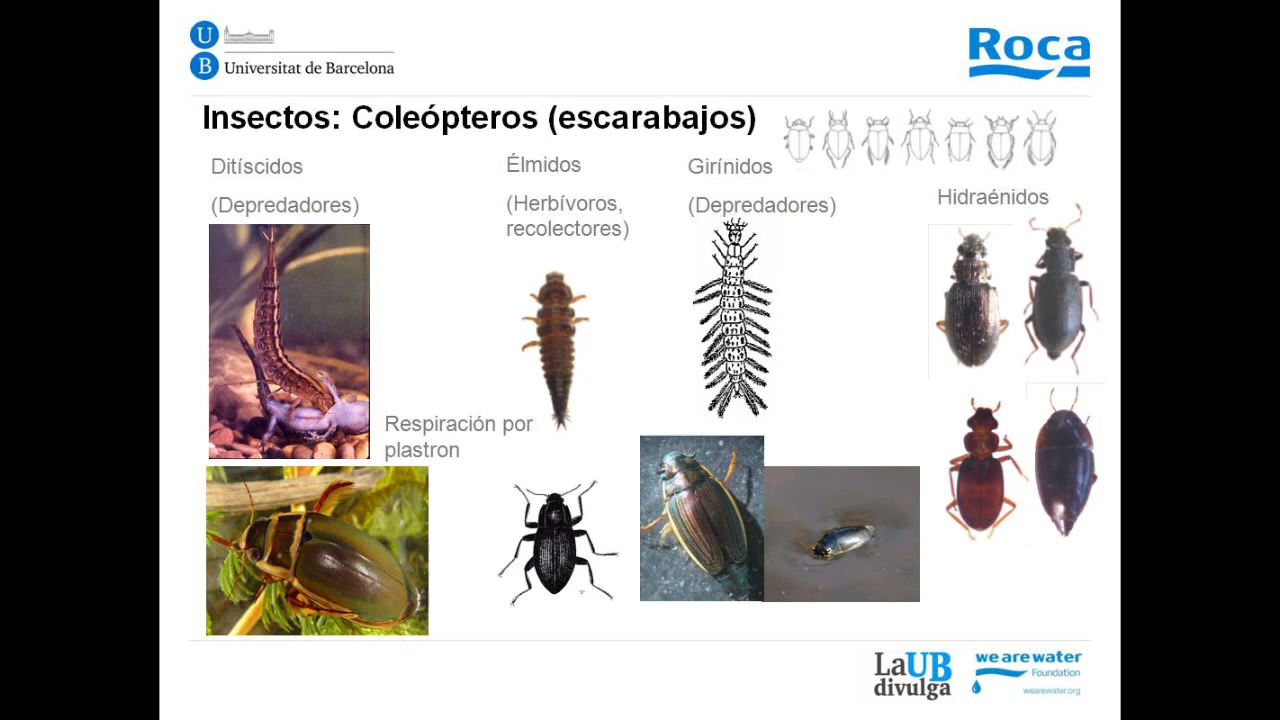 U
B
Universitat de Barcelona
Roca
Insectos: Coleópteros (escarabajos)
Ditíscidos
(Depredadores)
Élmidos
(Herbívoros,
recolectores)
Girínidos
(Depredadores)
Hidraénidos
Respiración por
plastron
LaUB
divulga
we are water
Foundation
wearewater.org